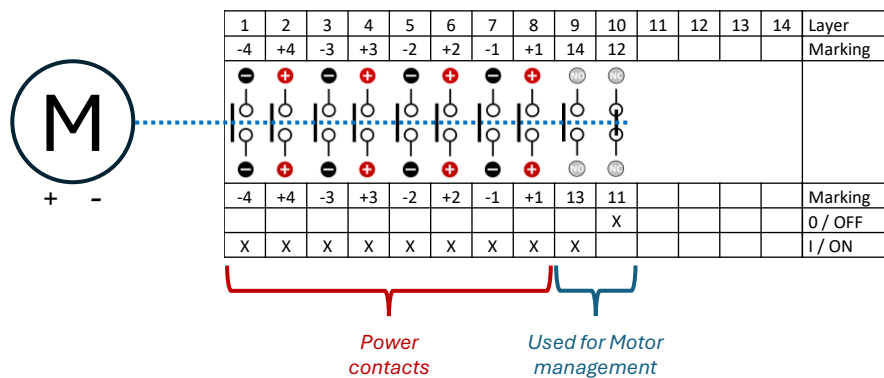 1 2 3 4 5 6 7 8 9 10 11 12 13 14 Layer
-4 +4 -3 +3 -2 +2 -1 +1 14 12 Marking
NO NC
M
NO NC
+ -
-4 +4 -3 +3 -2 +2 -1 +1 13 11 Marking
X 0 / OFF
X X X X X X X X X I / ON
Power contacts
Used for Motor management